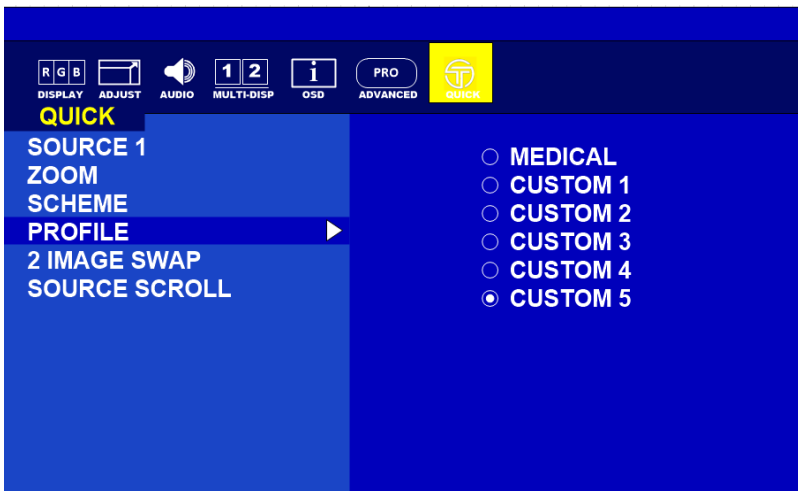 R G B
1 2
i
PRO
DISPLAY ADJUST AUDIO MULTI-DISP OSD ADVANCED QUICK
QUICK
SOURCE 1
ZOOM
SCHEME
PROFILE
2 IMAGE SWAP
SOURCE SCROLL
MEDICAL
CUSTOM 1
CUSTOM 2
CUSTOM 3
CUSTOM 4
CUSTOM 5